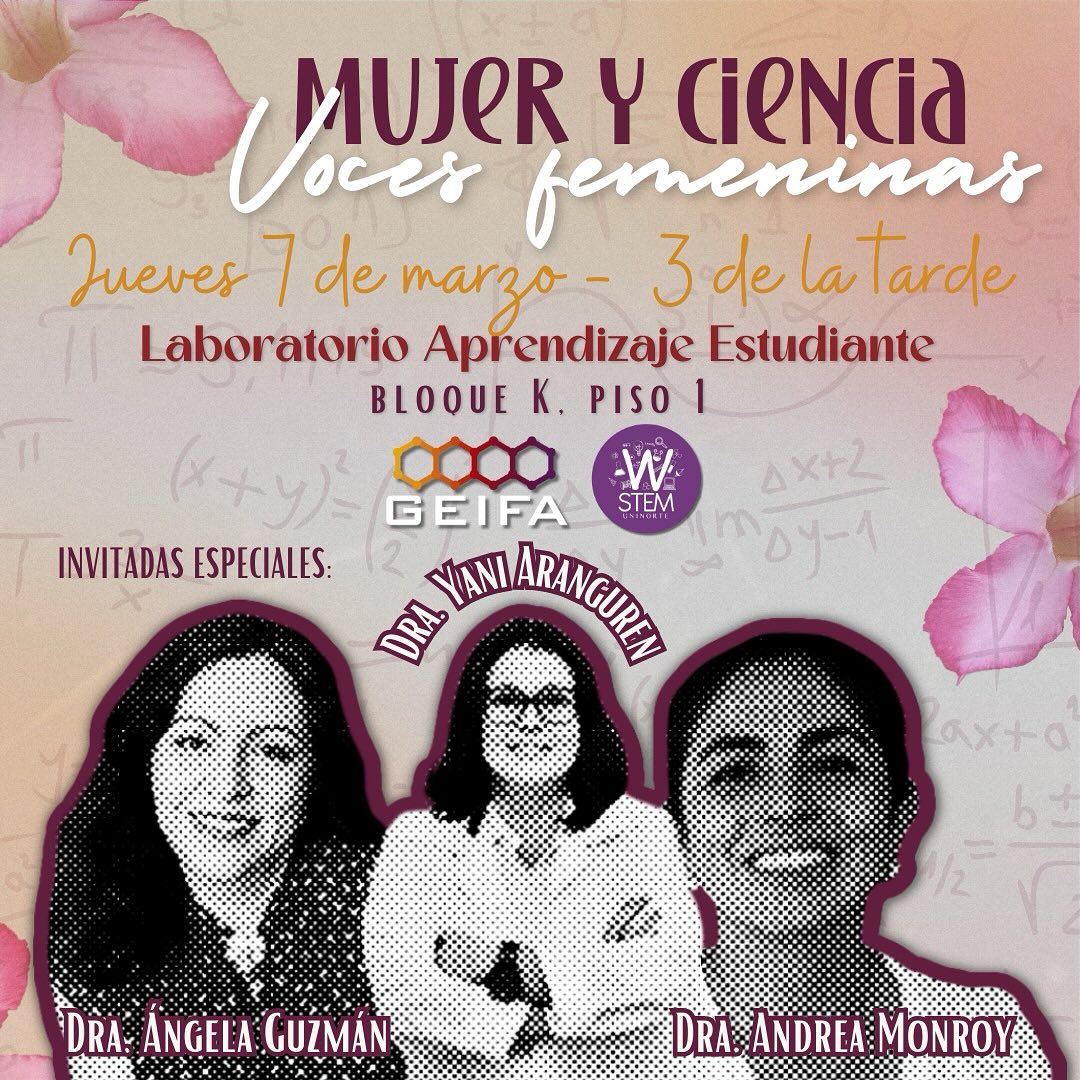 MUJER Y CIENCIA
Voces femeninas
Jueves 7 de marzo - 3 de la tarde
Laboratorio Aprendizaje Estudiante
BLOQUE K, PISO 1
GEIFA
W
STEM
UNINORTE
INVITADAS ESPECIALES:
DRA. YANI ARANGUREN
DRA. ÁNGELA GUZMÁN
DRA. ANDREA MONROY